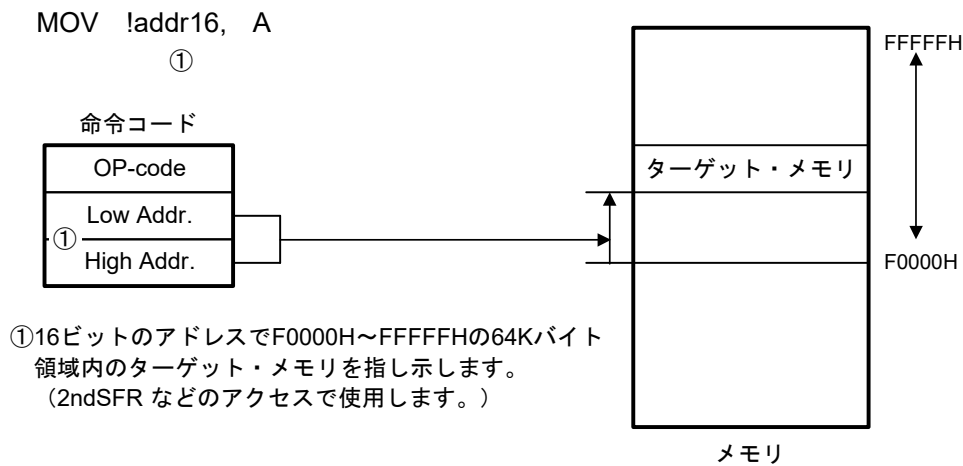 MOV !addr16, A
①
命令コード
OP-code
Low Addr.
①
High Addr.
FFFFFH
ターゲット・メモリ
F0000H
メモリ
①16ビットのアドレスでF0000H～FFFFFHの64Kバイト
領域内のターゲット・メモリを指し示します。
（2ndSFR などのアクセスで使用します。）